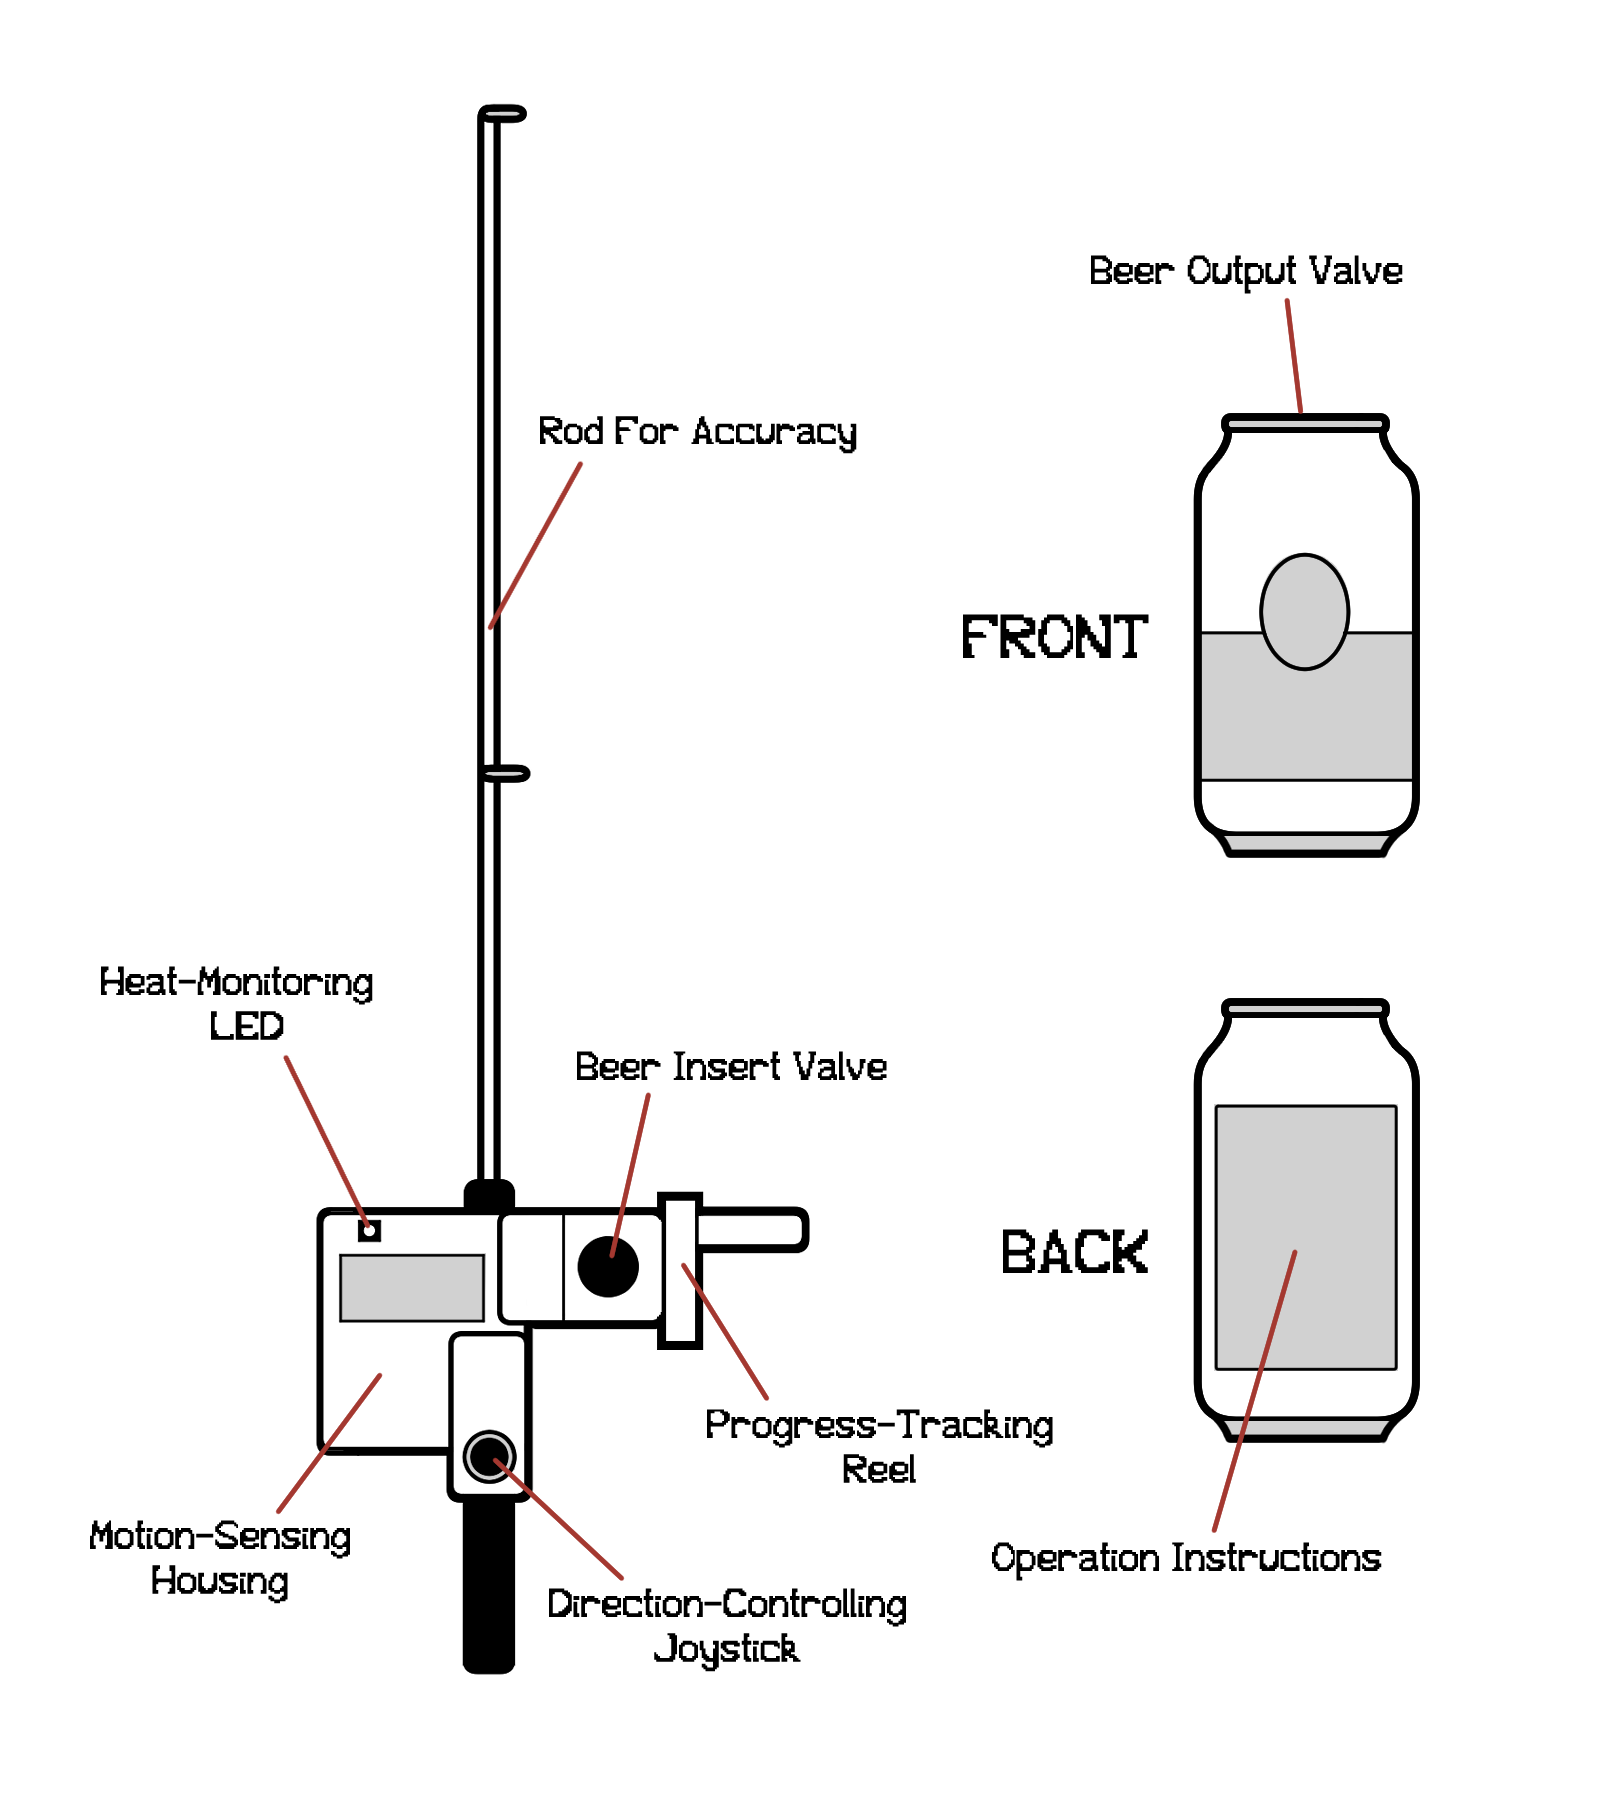 Beer Output Valve
Rod For Accuracy
FRONT
Heat-Monitoring
LED
Beer Insert Valve
BACK
Progress-Tracking
Reel
Motion-Sensing
Housing
Operation Instructions
Direction-Controlling
Joystick